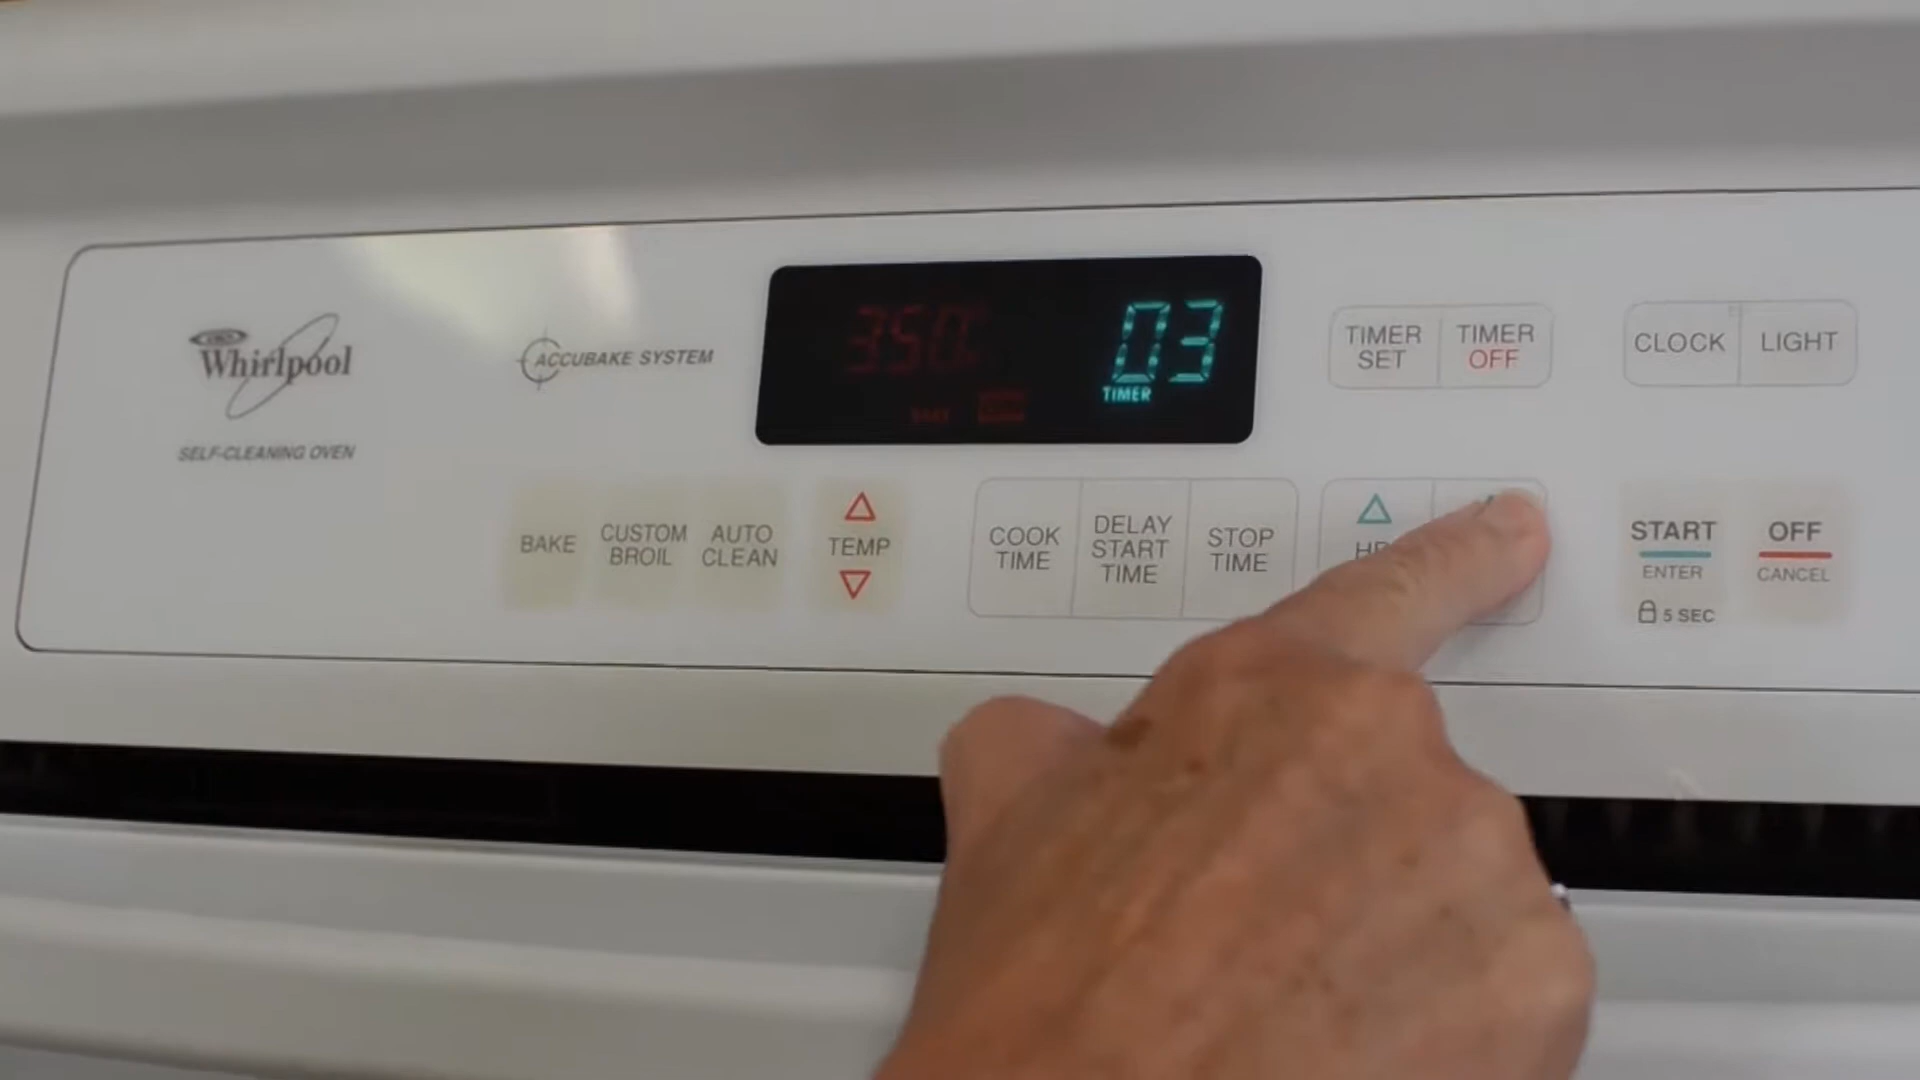 Whirlpool
SELF-CLEANING OVEN
ACCUBAKE SYSTEM
350
03
TIMER
TIMER
SET
TIMER
OFF
CLOCK
LIGHT
BAKE
CUSTOM
BROIL
AUTO
CLEAN
TEMP
COOK
TIME
DELAY
START
TIME
STOP
TIME
START
ENTER
5 SEC
OFF
CANCEL